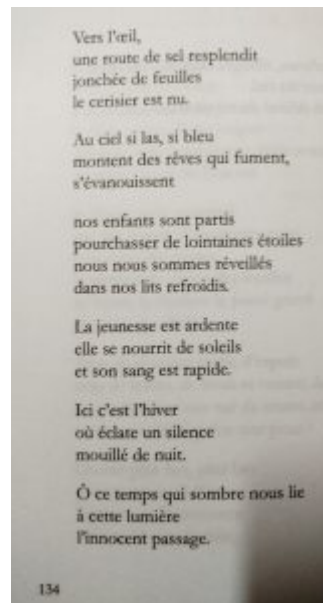 Vers l'œil,
une route de sel resplendit
jonchée de feuilles
le cerisier est nu.
Au ciel si las, si bleu
montent des rêves qui fument,
s'évanouissent
nos enfants sont partis
pourchasser de lointaines étoiles
nous nous sommes réveillés
dans nos lits refroidis.
La jeunesse est ardente
elle se nourrit de soleils
et son sang est rapide.
Ici c'est l'hiver
où éclate un silence
mouillé de nuit.
Ô ce temps qui sombre nous lie
à cette lumière
l'innocent passage.
134